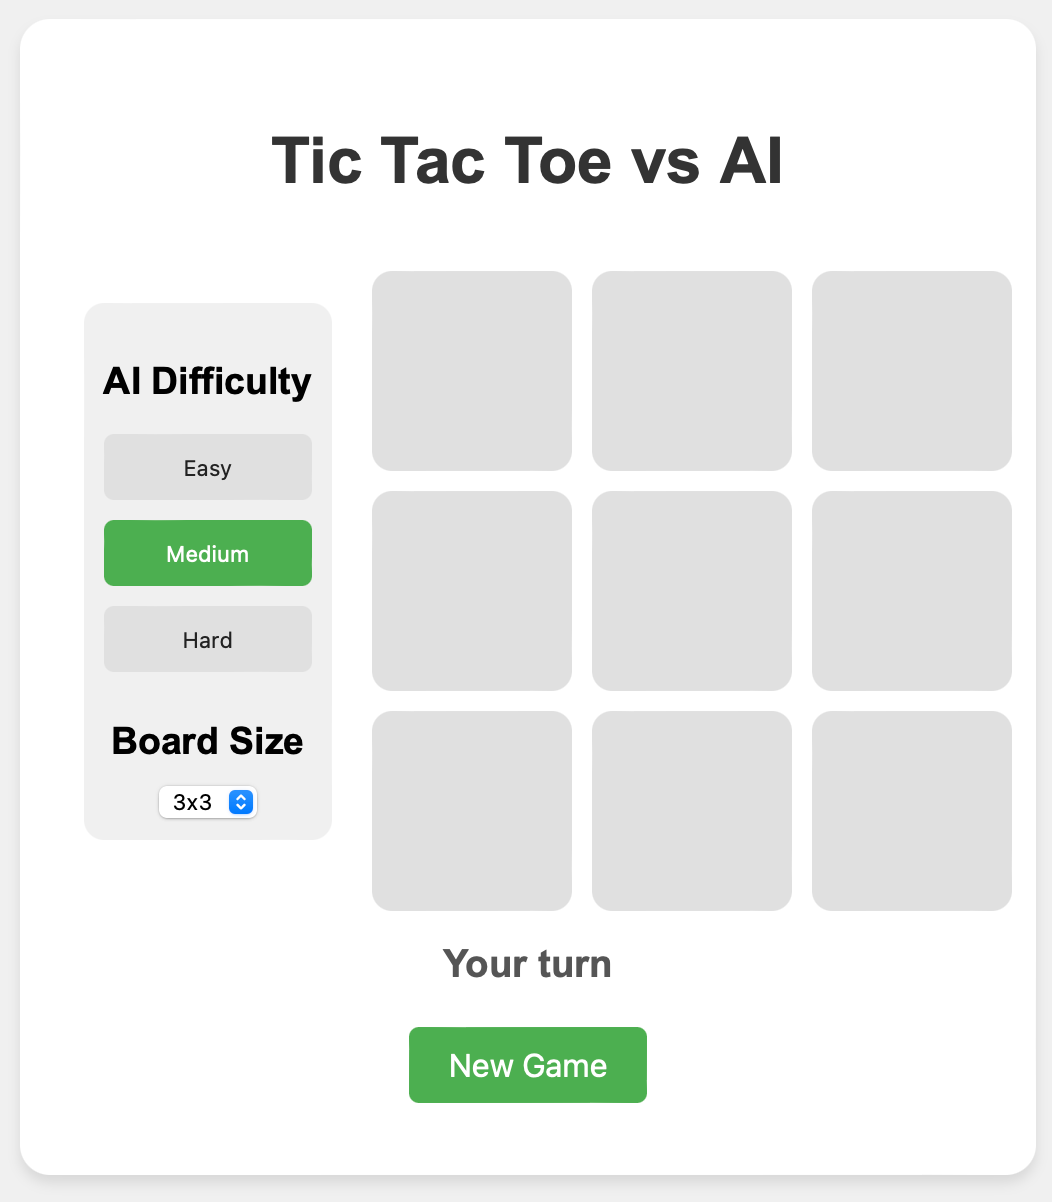 Tic Tac Toe vs AI
AI Difficulty
Easy
Medium
Hard
Board Size
3x3
Your turn
New Game